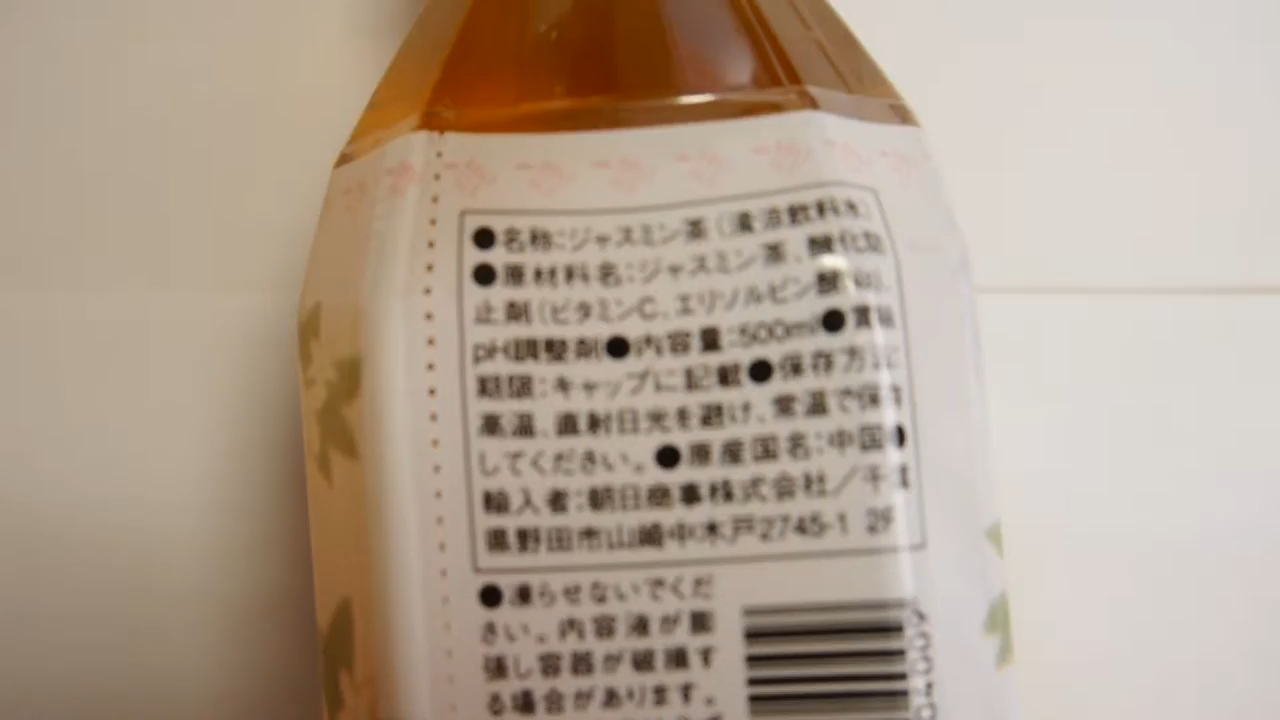 ●名称:ジャスミン茶(清涼飲料水)
●原材料名:ジャスミン茶、酸化防
止剤(ビタミンC、エリソルビン酸Na)、
pH調整剤●内容量:500ml●賞味
期限:キャップに記載●保存方法:
高温、直射日光を避け、常温で保存
してください。●原産国名:中国●
輸入者:朝日商事株式会社/千葉
県野田市山崎中木戸2745-1 2F
●凍らせないでくだ
さい。内容液が膨
張し容器が破損す
る場合があります。